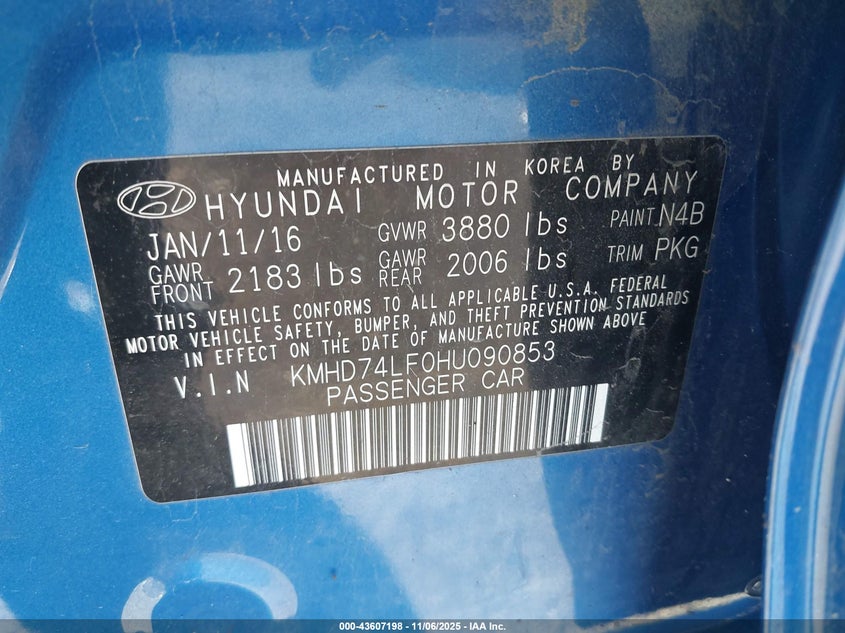 MANUFACTURED IN KOREA BY
HYUNDAI MOTOR COMPANY
JAN/11/16 GVWR 3880 lbs PAINT N4B
GAWR FRONT 2183 lbs GAWR REAR 2006 lbs TRIM PKG
THIS VEHICLE CONFORMS TO ALL APPLICABLE U.S.A. FEDERAL
MOTOR VEHICLE SAFETY, BUMPER, AND THEFT PREVENTION STANDARDS
IN EFFECT ON THE DATE OF MANUFACTURE SHOWN ABOVE
V.I.N KMHD74LF0HU090853
PASSENGER CAR
000-43607198 - 11/06/2025 - IAA Inc.